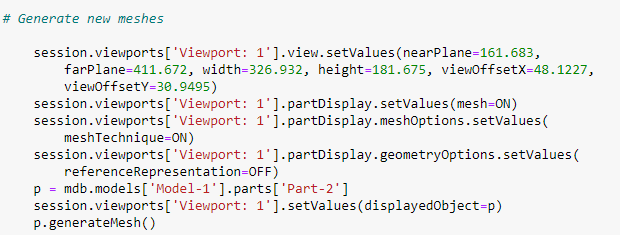 # Generate new meshes
session.viewports['Viewport: 1'].view.setValues(nearPlane=161.683,
farPlane=411.672, width=326.932, height=181.675, viewOffsetX=48.1227,
viewOffsetY=30.9495)
session.viewports['Viewport: 1'].partDisplay.setValues(mesh=ON)
session.viewports['Viewport: 1'].partDisplay.meshOptions.setValues(
meshTechnique=ON)
session.viewports['Viewport: 1'].partDisplay.geometryOptions.setValues(
referenceRepresentation=OFF)
p = mdb.models['Model-1'].parts['Part-2']
session.viewports['Viewport: 1'].setValues(displayedObject=p)
p.generateMesh()